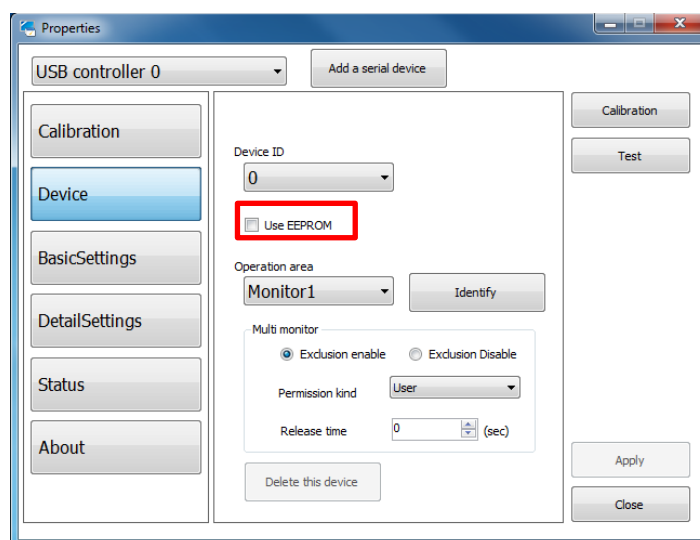 Properties
USB controller 0
Add a serial device
Calibration
Device
BasicSettings
DetailSettings
Status
About
Device ID
0
Use EEPROM
Operation area
Monitor1
Identify
Multi monitor
Exclusion enable
Exclusion Disable
Permission kind
User
Release time
0
(sec)
Delete this device
Calibration
Test
Apply
Close